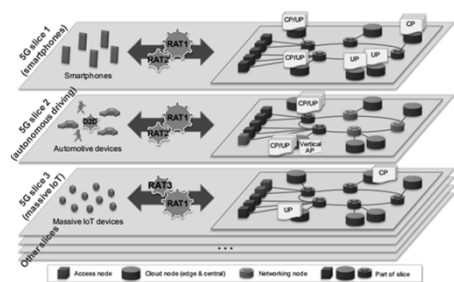 5G slice 1
(smartphones)
Smartphones
RAT1
RAT2
CP/UP
CP
CP/UP
UP
UP
5G slice 2
(autonomous driving)
D2D
Automotive devices
RAT1
RAT2
CP/UP
CP/UP
Vertical
AP
5G slice 3
(massive IoT)
Massive IoT devices
RAT3
RAT1
CP
UP
Other slices
...
Access node
Cloud node (edge & central)
Networking node
Part of slice